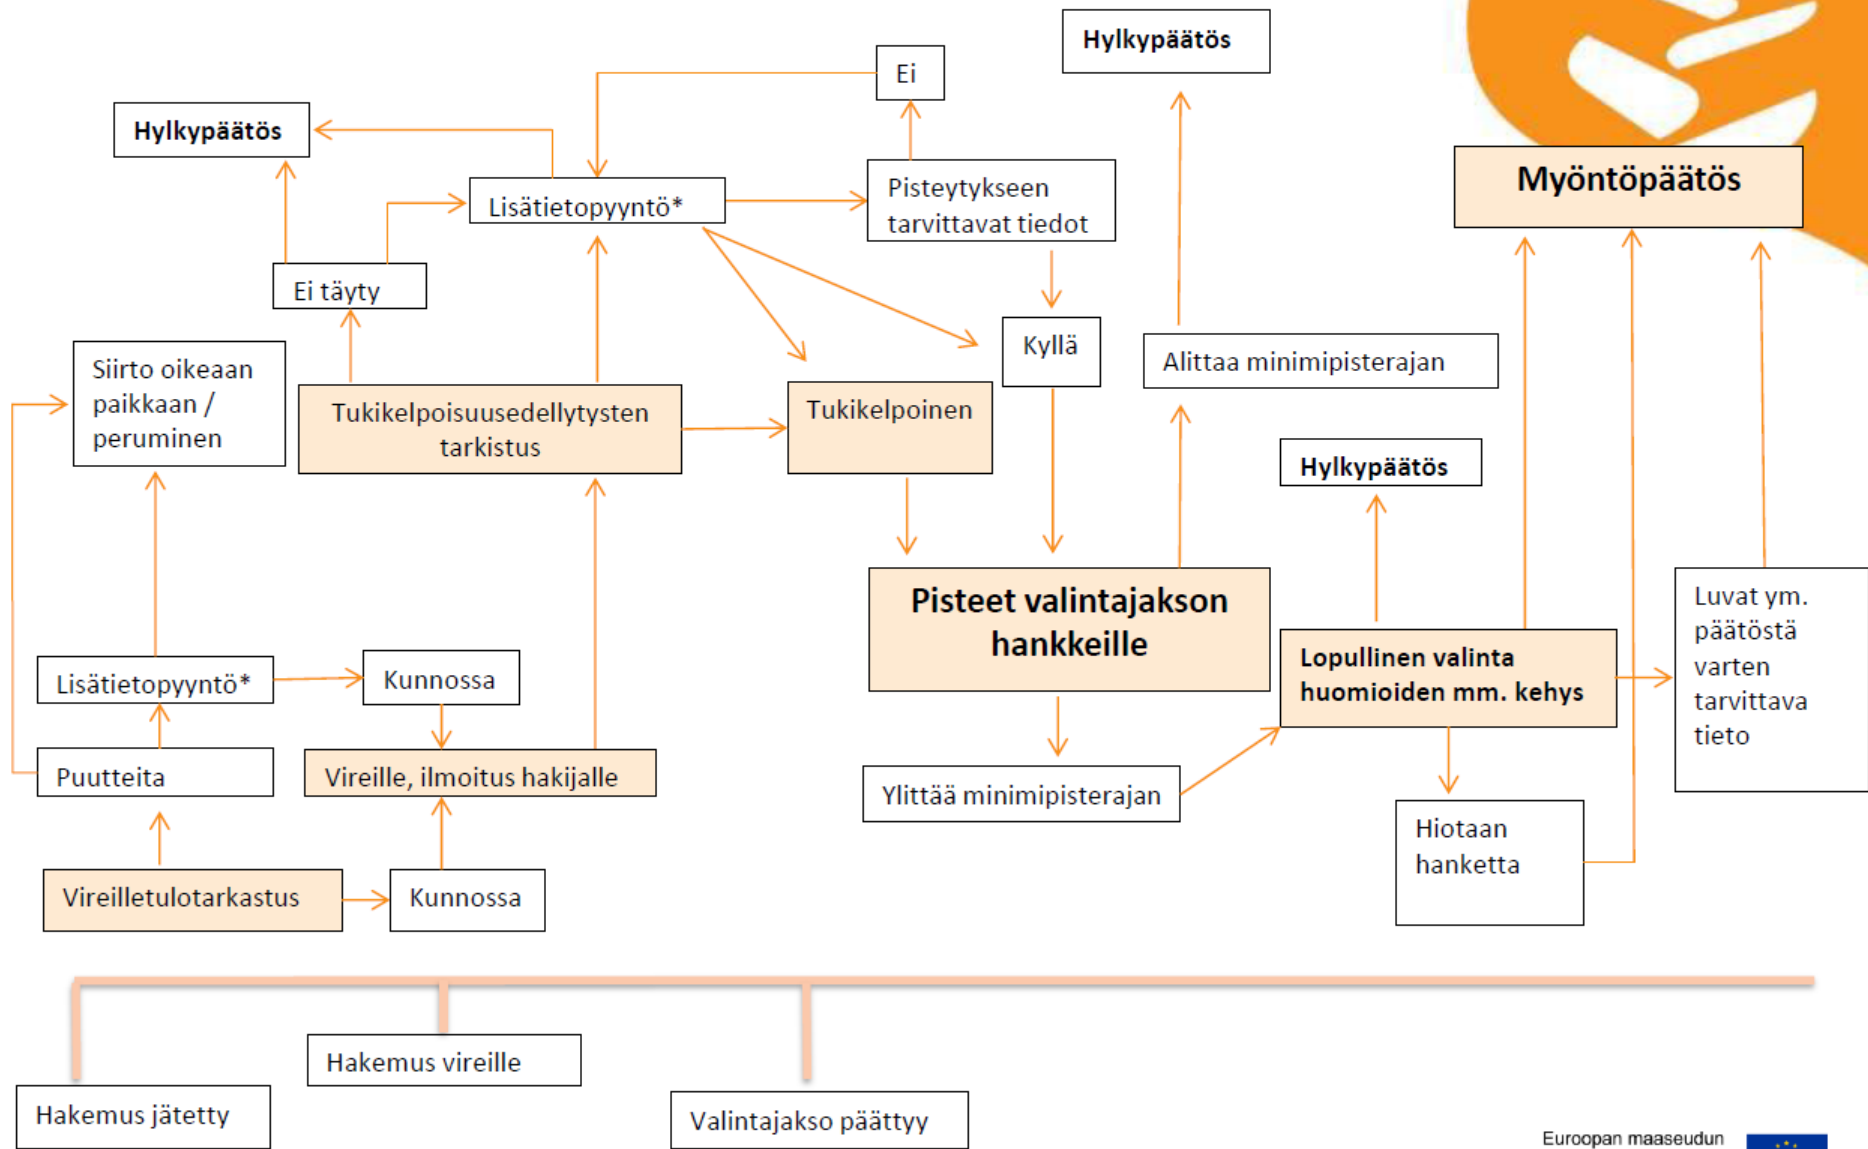 Hylkypäätös
Ei
Hylkypäätös
Lisätietopyyntö*
Pisteytykseen
tarvittavat tiedot
Myöntöpäätös
Ei täyty
Siirto oikeaan
paikkaan /
peruminen
Tukikelpoisuusedellytysten
tarkistus
Tukikelpoinen
Kyllä
Alittaa minimipisterajan
Hylkypäätös
Pisteet valintajakson
hankkeille
Lopullinen valinta
huomioiden mm. kehys
Luvat ym.
päätöstä
varten
tarvittava
tieto
Lisätietopyyntö*
Kunnossa
Puutteita
Vireille, ilmoitus hakijalle
Ylittää minimipisterajan
Hiotaan
hanketta
Vireilletulotarkastus
Kunnossa
Hakemus vireille
Hakemus jätetty
Valintajakso päättyy
Euroopan maaseudun